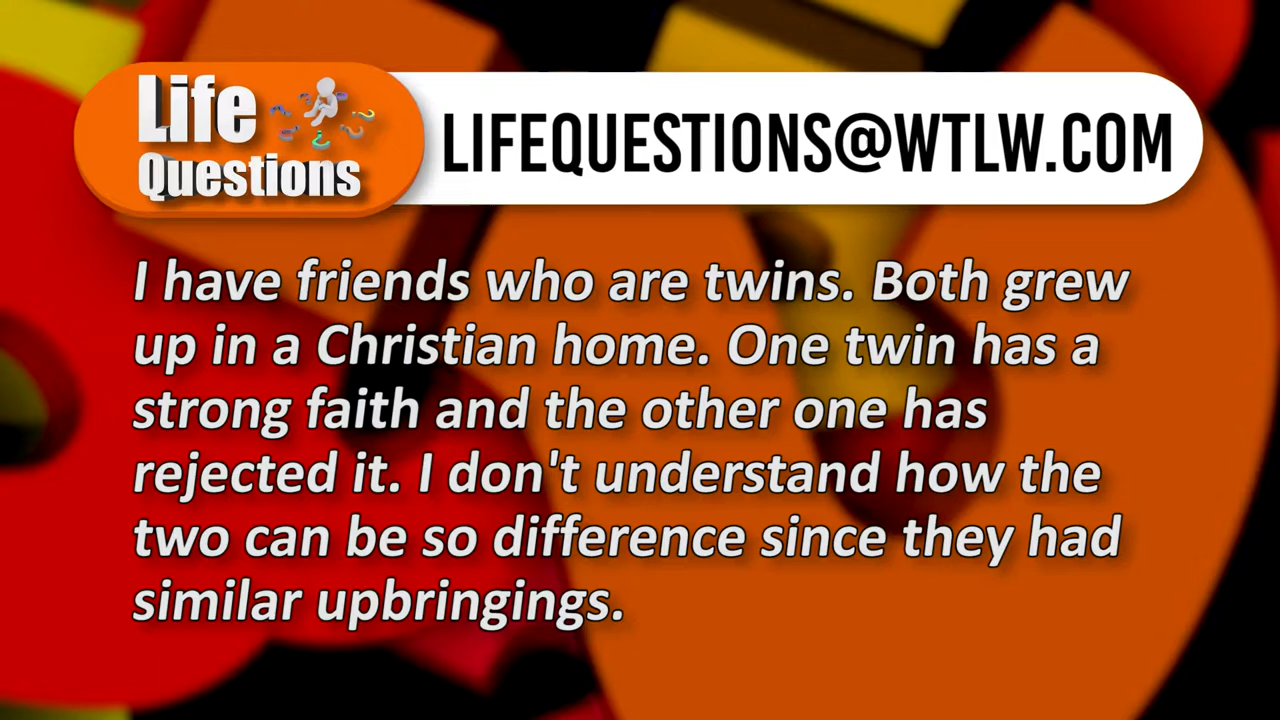 Life
Questions
LIFEQUESTIONS@WTLW.COM
I have friends who are twins. Both grew
up in a Christian home. One twin has a
strong faith and the other one has
rejected it. I don't understand how the
two can be so difference since they had
similar upbringings.